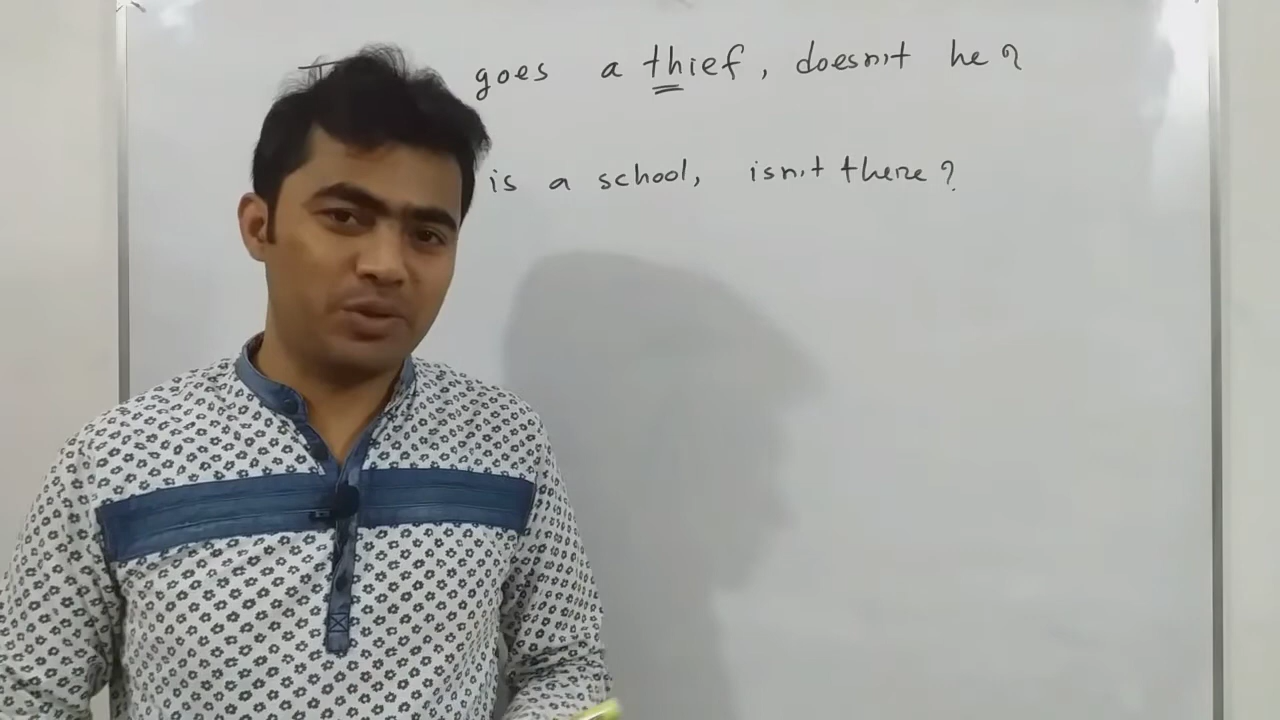 goes a thief, doesn't he?
is a school, isn't there?